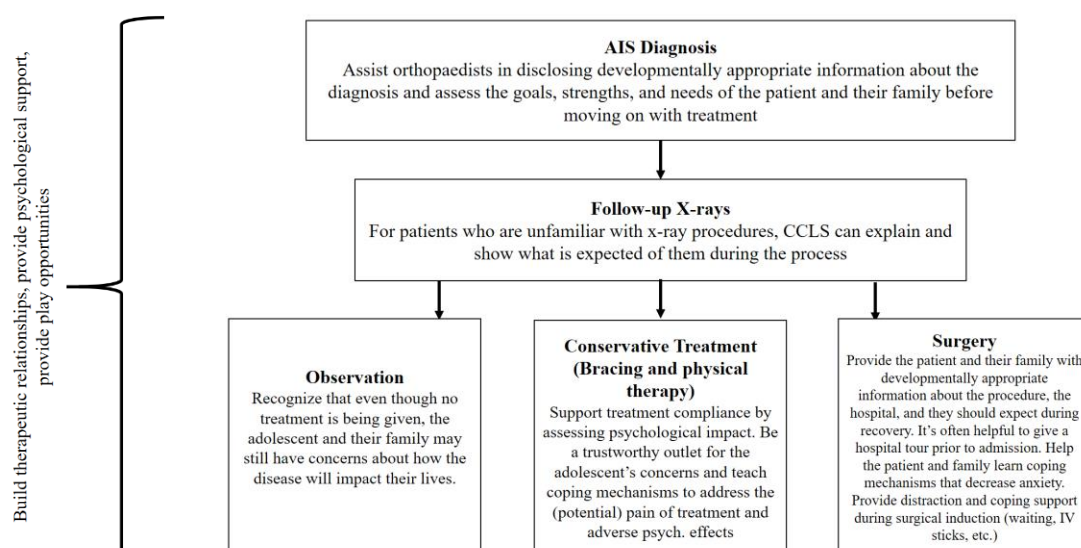 Build therapeutic relationships, provide psychological support,
provide play opportunities
AIS Diagnosis
Assist orthopaedists in disclosing developmentally appropriate information about the
diagnosis and assess the goals, strengths, and needs of the patient and their family before
moving on with treatment
Follow-up X-rays
For patients who are unfamiliar with x-ray procedures, CCLS can explain and
show what is expected of them during the process
Observation
Recognize that even though no
treatment is being given, the
adolescent and their family may
still have concerns about how the
disease will impact their lives.
Conservative Treatment
(Bracing and physical
therapy)
Support treatment compliance by
assessing psychological impact. Be
a trustworthy outlet for the
adolescent's concerns and teach
coping mechanisms to address the
(potential) pain of treatment and
adverse psych. effects
Surgery
Provide the patient and their family with
developmentally appropriate
information about the procedure, the
hospital, and they should expect during
recovery. It's often helpful to give a
hospital tour prior to admission. Help
the patient and family learn coping
mechanisms that decrease anxiety.
Provide distraction and coping support
during surgical induction (waiting, IV
sticks, etc.)